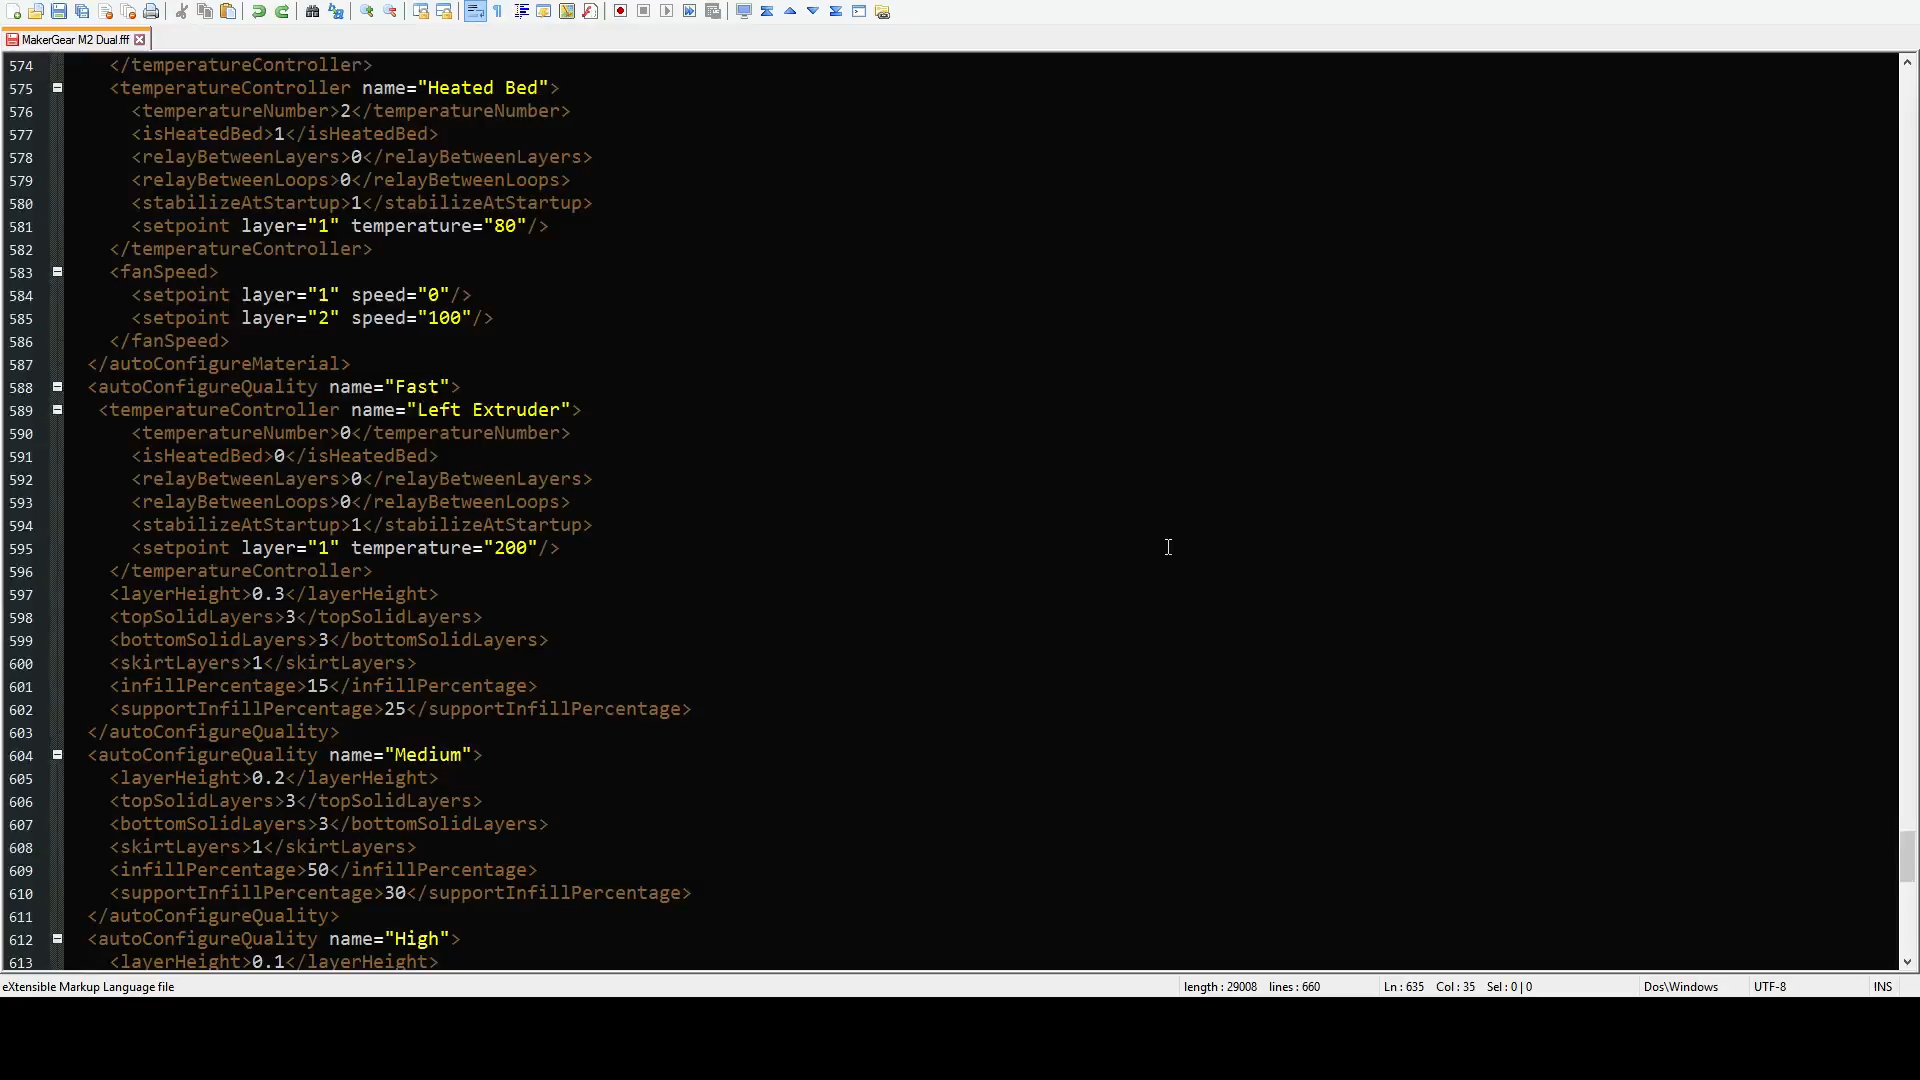 MakerGear M2 Dual.fff
574 </temperatureController>
575 <temperatureController name="Heated Bed">
576 <temperatureNumber>2</temperatureNumber>
577 <isHeatedBed>1</isHeatedBed>
578 <relayBetweenLayers>0</relayBetweenLayers>
579 <relayBetweenLoops>0</relayBetweenLoops>
580 <stabilizeAtStartup>1</stabilizeAtStartup>
581 <setpoint layer="1" temperature="80"/>
582 </temperatureController>
583 <fanSpeed>
584 <setpoint layer="1" speed="0"/>
585 <setpoint layer="2" speed="100"/>
586 </fanSpeed>
587 </autoConfigureMaterial>
588 <autoConfigureQuality name="Fast">
589 <temperatureController name="Left Extruder">
590 <temperatureNumber>0</temperatureNumber>
591 <isHeatedBed>0</isHeatedBed>
592 <relayBetweenLayers>0</relayBetweenLayers>
593 <relayBetweenLoops>0</relayBetweenLoops>
594 <stabilizeAtStartup>1</stabilizeAtStartup>
595 <setpoint layer="1" temperature="200"/>
596 </temperatureController>
597 <layerHeight>0.3</layerHeight>
598 <topSolidLayers>3</topSolidLayers>
599 <bottomSolidLayers>3</bottomSolidLayers>
600 <skirtLayers>1</skirtLayers>
601 <infillPercentage>15</infillPercentage>
602 <supportInfillPercentage>25</supportInfillPercentage>
603 </autoConfigureQuality>
604 <autoConfigureQuality name="Medium">
605 <layerHeight>0.2</layerHeight>
606 <topSolidLayers>3</topSolidLayers>
607 <bottomSolidLayers>3</bottomSolidLayers>
608 <skirtLayers>1</skirtLayers>
609 <infillPercentage>50</infillPercentage>
610 <supportInfillPercentage>30</supportInfillPercentage>
611 </autoConfigureQuality>
612 <autoConfigureQuality name="High">
613 <layerHeight>0.1</layerHeight>
eXtensible Markup Language file length : 29008 lines : 660 Ln : 635 Col : 35 Sel : 0 | 0 Dos\Windows UTF-8 INS